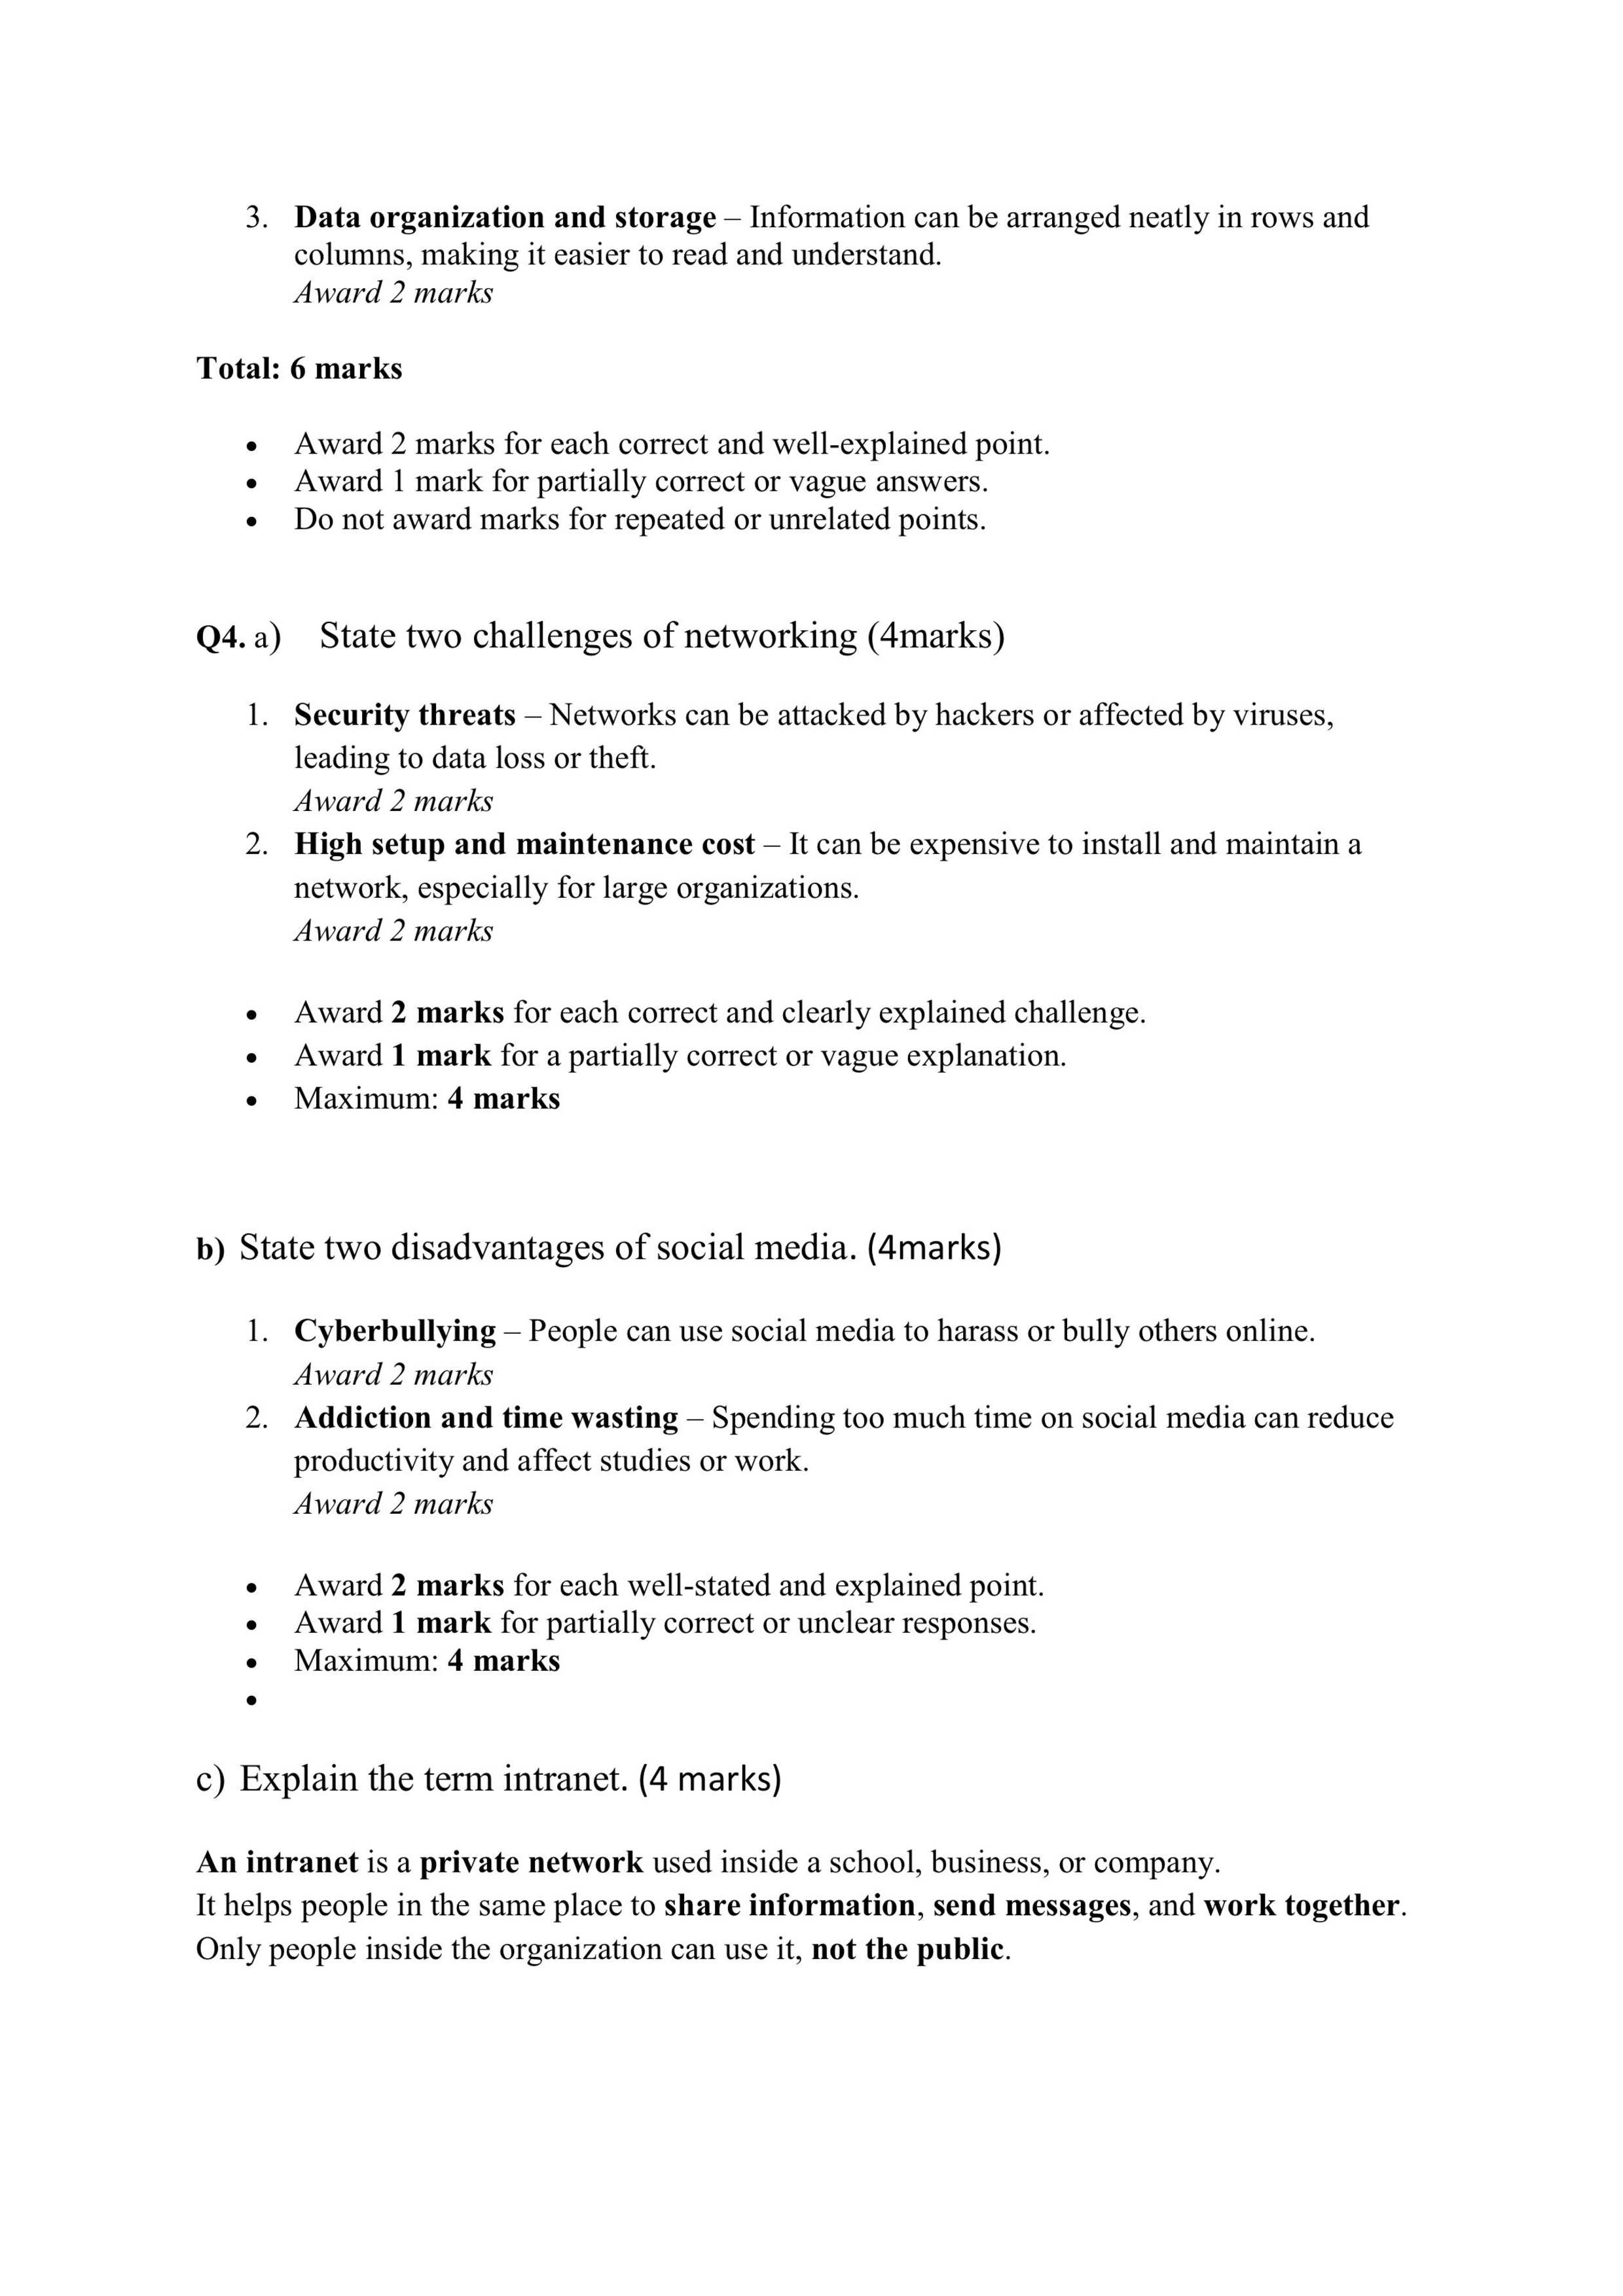 3. Data organization and storage – Information can be arranged neatly in rows and
columns, making it easier to read and understand.
Award 2 marks
Total: 6 marks
• Award 2 marks for each correct and well-explained point.
• Award 1 mark for partially correct or vague answers.
• Do not award marks for repeated or unrelated points.
Q4. a) State two challenges of networking (4marks)
1. Security threats – Networks can be attacked by hackers or affected by viruses,
leading to data loss or theft.
Award 2 marks
2. High setup and maintenance cost – It can be expensive to install and maintain a
network, especially for large organizations.
Award 2 marks
• Award 2 marks for each correct and clearly explained challenge.
• Award 1 mark for a partially correct or vague explanation.
• Maximum: 4 marks
b) State two disadvantages of social media. (4marks)
1. Cyberbullying – People can use social media to harass or bully others online.
Award 2 marks
2. Addiction and time wasting – Spending too much time on social media can reduce
productivity and affect studies or work.
Award 2 marks
• Award 2 marks for each well-stated and explained point.
• Award 1 mark for partially correct or unclear responses.
• Maximum: 4 marks
•
c) Explain the term intranet. (4 marks)
An intranet is a private network used inside a school, business, or company.
It helps people in the same place to share information, send messages, and work together.
Only people inside the organization can use it, not the public.